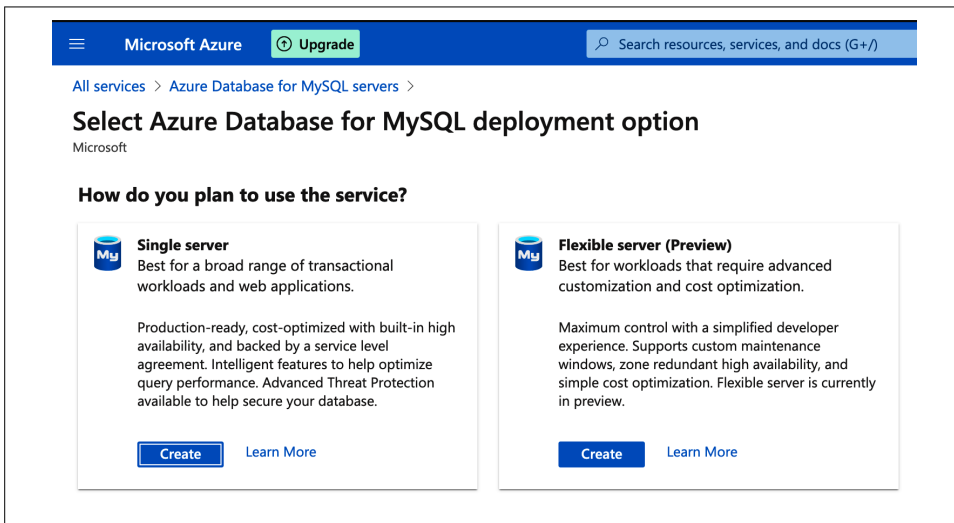 Microsoft Azure
Upgrade
Search resources, services, and docs (G+/)
All services > Azure Database for MySQL servers >
Select Azure Database for MySQL deployment option
Microsoft
How do you plan to use the service?
My
Single server
Best for a broad range of transactional
workloads and web applications.
Production-ready, cost-optimized with built-in high
availability, and backed by a service level
agreement. Intelligent features to help optimize
query performance. Advanced Threat Protection
available to help secure your database.
Create
Learn More
My
Flexible server (Preview)
Best for workloads that require advanced
customization and cost optimization.
Maximum control with a simplified developer
experience. Supports custom maintenance
windows, zone redundant high availability, and
simple cost optimization. Flexible server is currently
in preview.
Create
Learn More